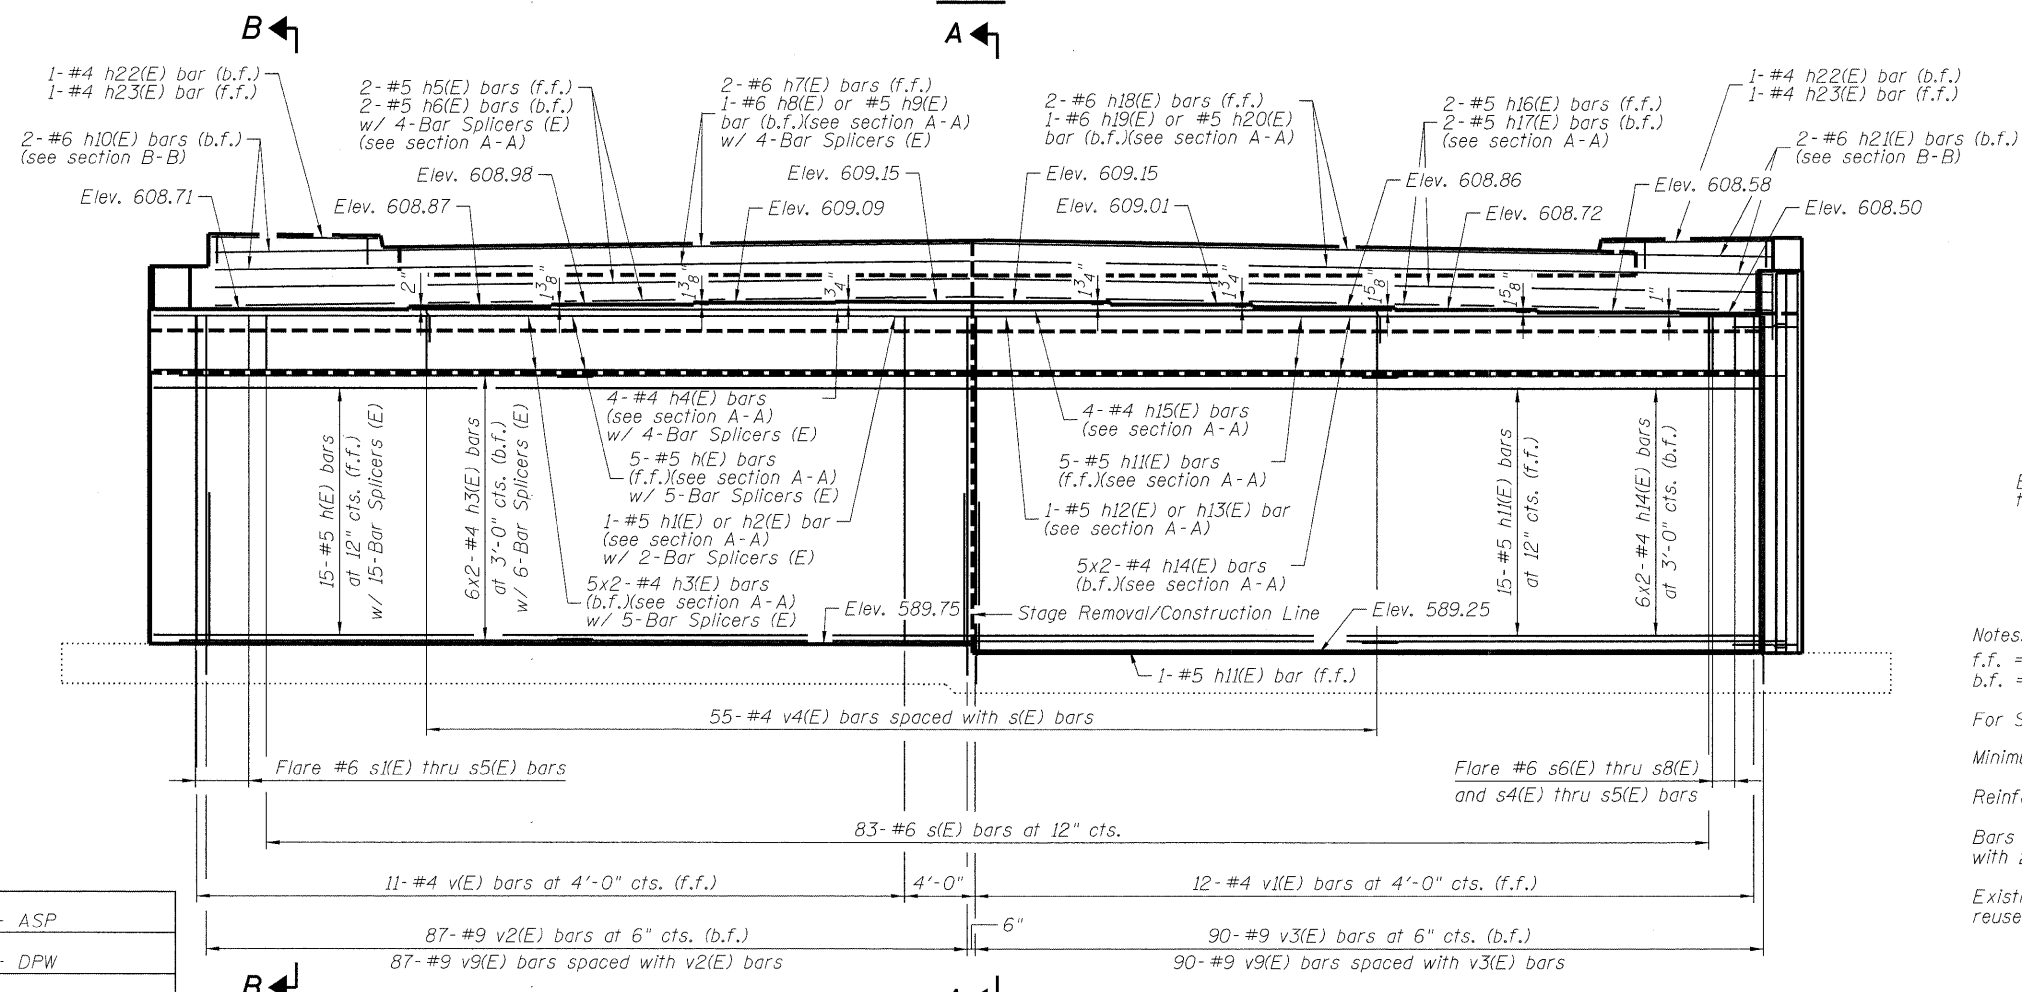 B
A
1-#4 h22(E) bar (b.f.)
1-#4 h23(E) bar (f.f.)
2-#5 h5(E) bars (f.f.)
2-#5 h6(E) bars (b.f.)
w/ 4-Bar Splicers (E)
(see section A-A)
2-#6 h7(E) bars (f.f.)
1-#6 h8(E) or #5 h9(E)
bar (b.f.)(see section A-A)
w/ 4-Bar Splicers (E)
2-#6 h18(E) bars (f.f.)
1-#6 h19(E) or #5 h20(E)
bar (b.f.)(see section A-A)
2-#5 h16(E) bars (f.f.)
2-#5 h17(E) bars (b.f.)
(see section A-A)
1-#4 h22(E) bar (b.f.)
1-#4 h23(E) bar (f.f.)
2-#6 h10(E) bars (b.f.)
(see section B-B)
2-#6 h21(E) bars (b.f.)
(see section B-B)
Elev. 608.71
Elev. 608.87
Elev. 608.98
Elev. 609.09
Elev. 609.15
Elev. 609.15
Elev. 609.01
Elev. 608.86
Elev. 608.72
Elev. 608.58
Elev. 608.50
2"
1 3/8"
1 3/8"
3/4"
1 3/4"
1 3/4"
1 5/8"
1 5/8"
1"
15-#5 h(E) bars
at 12" cts. (f.f.)
w/ 15-Bar Splicers (E)
6x2-#4 h3(E) bars
at 3'-0" cts. (b.f.)
w/ 6-Bar Splicers (E)
4-#4 h4(E) bars
(see section A-A)
w/ 4-Bar Splicers (E)
5-#5 h(E) bars
(f.f.)(see section A-A)
w/ 5-Bar Splicers (E)
1-#5 h1(E) or h2(E) bar
(see section A-A)
w/ 2-Bar Splicers (E)
5x2-#4 h3(E) bars
(b.f.)(see section A-A)
w/ 5-Bar Splicers (E)
Elev. 589.75
4-#4 h15(E) bars
(see section A-A)
5-#5 h11(E) bars
(f.f.)(see section A-A)
1-#5 h12(E) or h13(E) bar
(see section A-A)
5x2-#4 h14(E) bars
(b.f.)(see section A-A)
Stage Removal/Construction Line
Elev. 589.25
15-#5 h11(E) bars
at 12" cts. (f.f.)
6x2-#4 h14(E) bars
at 3'-0" cts. (b.f.)
1-#5 h11(E) bar (f.f.)
55-#4 v4(E) bars spaced with s(E) bars
Flare #6 s1(E) thru s5(E) bars
Flare #6 s6(E) thru s8(E)
and s4(E) thru s5(E) bars
83-#6 s(E) bars at 12" cts.
11-#4 v(E) bars at 4'-0" cts. (f.f.)
4'-0"
12-#4 v1(E) bars at 4'-0" cts. (f.f.)
6"
87-#9 v2(E) bars at 6" cts. (b.f.)
87-#9 v9(E) bars spaced with v2(E) bars
90-#9 v3(E) bars at 6" cts. (b.f.)
90-#9 v9(E) bars spaced with v3(E) bars
B
A
- ASP
- DPW
Notes:
f.f. =
b.f. =
For
Bars
with
reuse